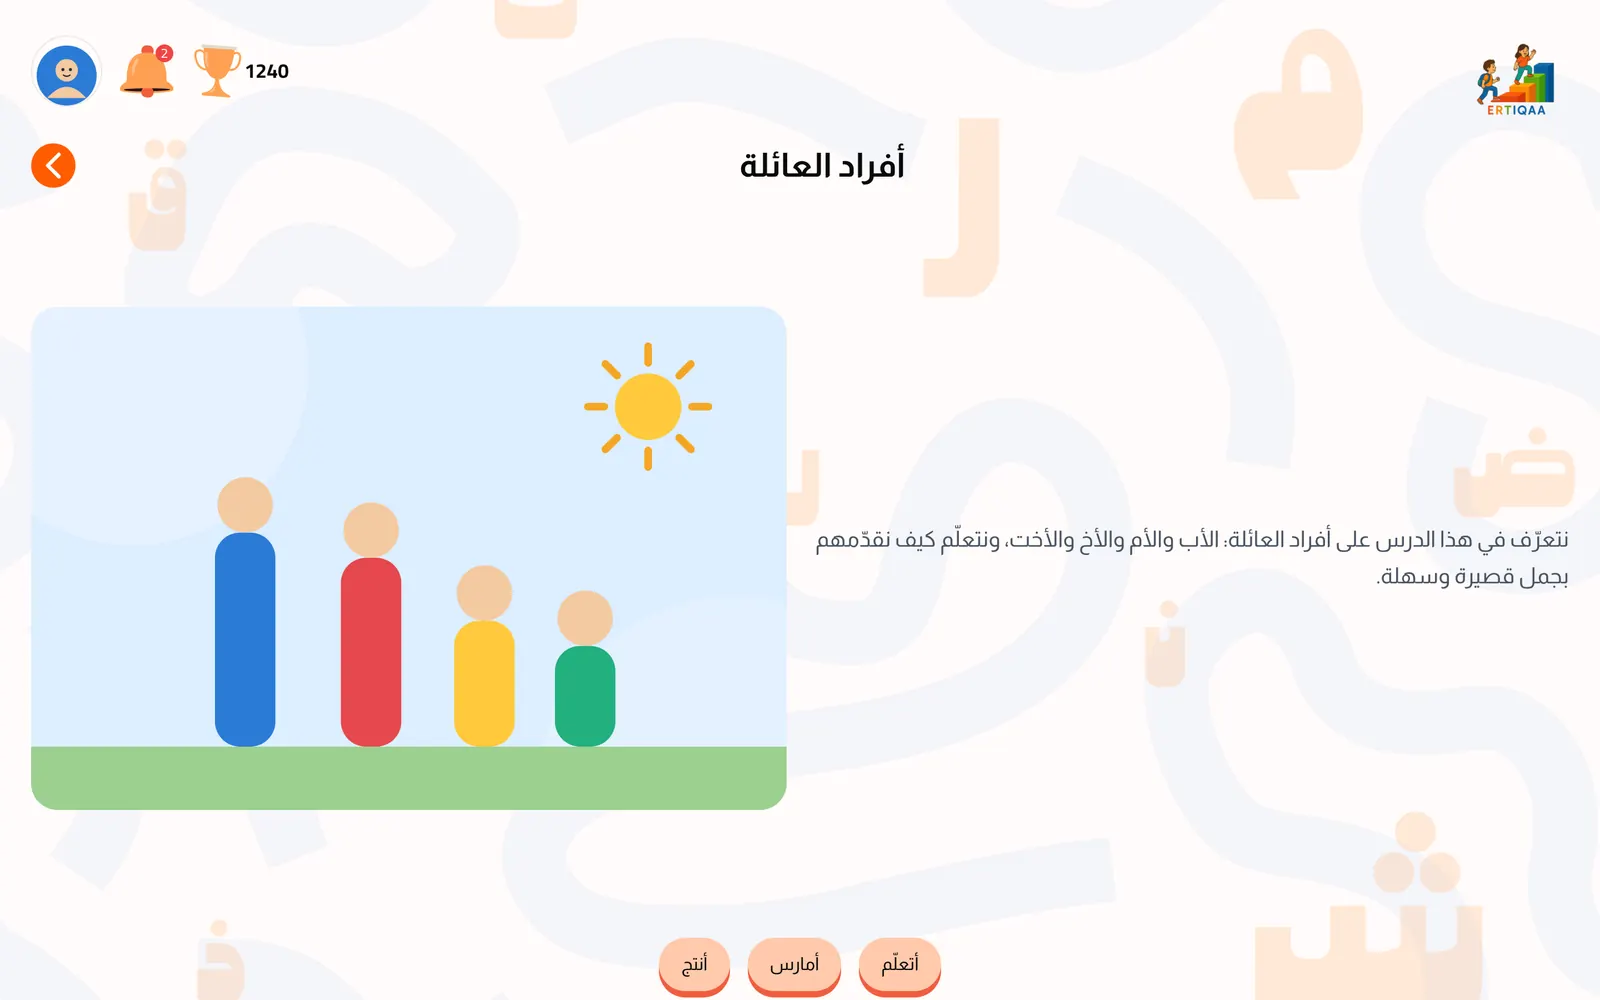 2
1240
ERTIQAA
أفراد العائلة
نتعرّف في هذا الدرس على أفراد العائلة: الأب والأم والأخ والأخت، ونتعلّم كيف نقدّمهم
بجمل قصيرة وسهلة.
أتعلّم
أمارس
أنتج